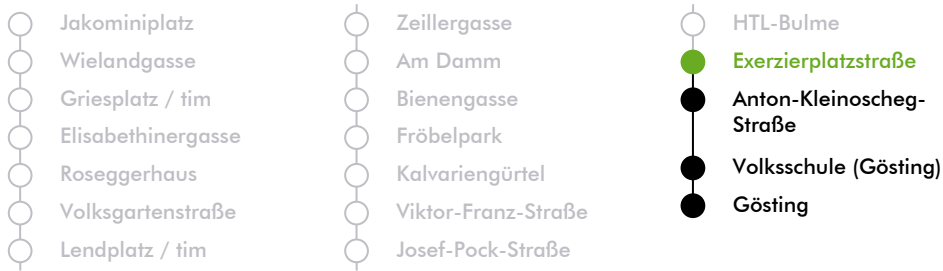 Jakominiplatz
Wielandgasse
Griesplatz / tim
Elisabethinergasse
Roseggerhaus
Volksgartenstraße
Lendplatz / tim
Zeillergasse
Am Damm
Bienengasse
Fröbelpark
Kalvariengürtel
Viktor-Franz-Straße
Josef-Pock-Straße
HTL-Bulme
Exerzierplatzstraße
Anton-Kleinoscheg-
Straße
Volksschule (Gösting)
Gösting